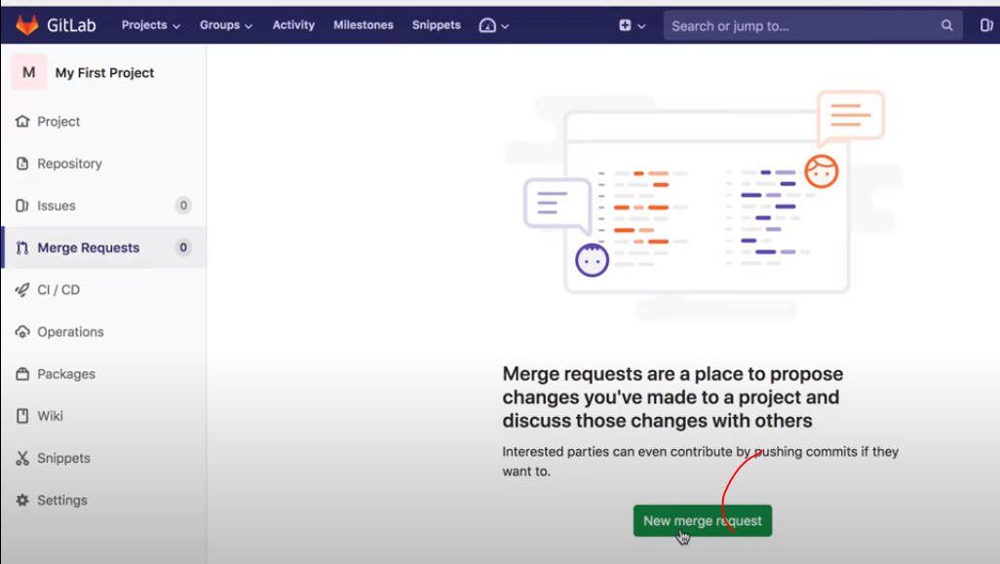 GitLab Projects Groups Activity Milestones Snippets Search or jump to...
M My First Project
Project
Repository
Issues 0
Merge Requests 0
CI / CD
Operations
Packages
Wiki
Snippets
Settings
Merge requests are a place to propose
changes you've made to a project and
discuss those changes with others
Interested parties can even contribute by pushing commits if they
want to.
New merge request